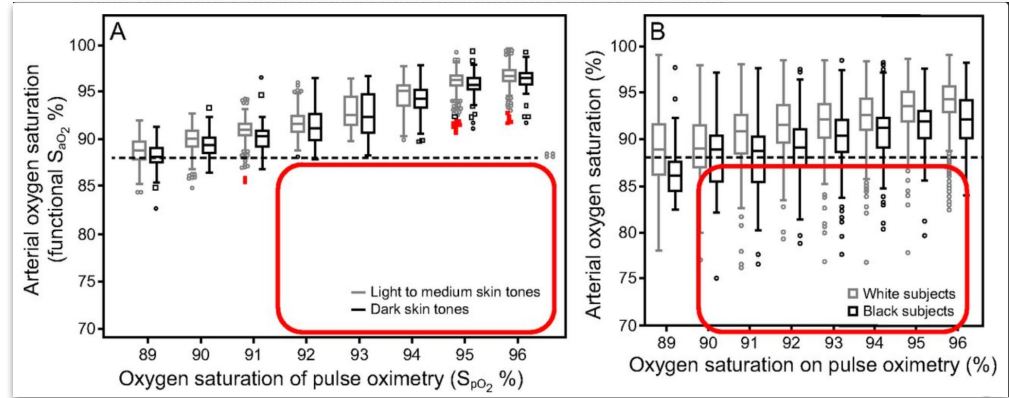 A
Arterial oxygen saturation
(functional SaO2 %)
100
95
90
85
80
75
70
Light to medium skin tones
Dark skin tones
89 90 91 92 93 94 95 96
Oxygen saturation of pulse oximetry (SpO2 %)
B
Arterial oxygen saturation (%)
100
95
90
85
80
75
70
White subjects
Black subjects
89 90 91 92 93 94 95 96
Oxygen saturation on pulse oximetry (%)